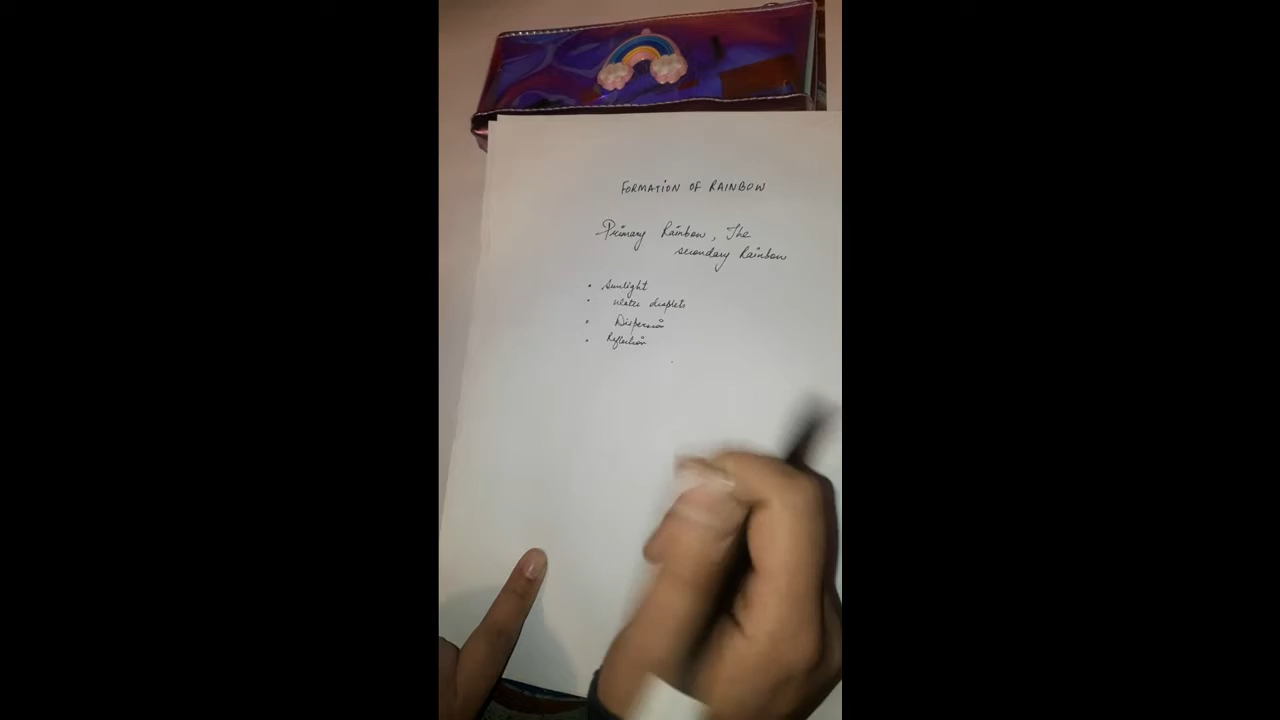 FORMATION OF RAINBOW
Primary Rainbow, The
secondary Rainbow
• Sunlight
• Water droplets
• Dispersion
• Reflection